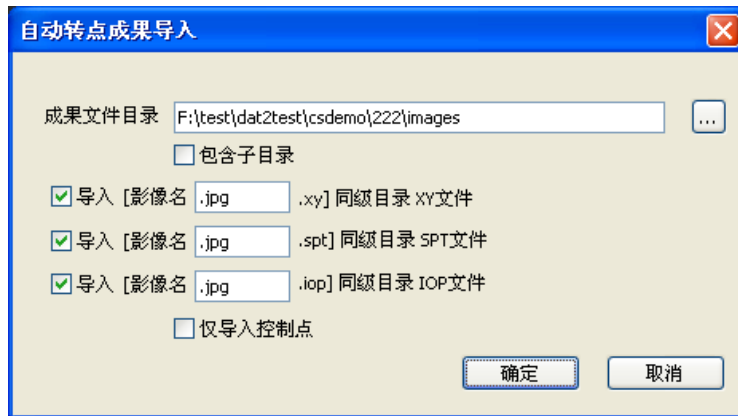 自动转点成果导入
成果文件目录 F:\test\dat2test\csdemo\222\images ...
包含子目录
导入 [影像名 .jpg .xy] 同级目录 XY文件
导入 [影像名 .jpg .spt] 同级目录 SPT文件
导入 [影像名 .jpg .iop] 同级目录 IOP文件
仅导入控制点
确定 取消